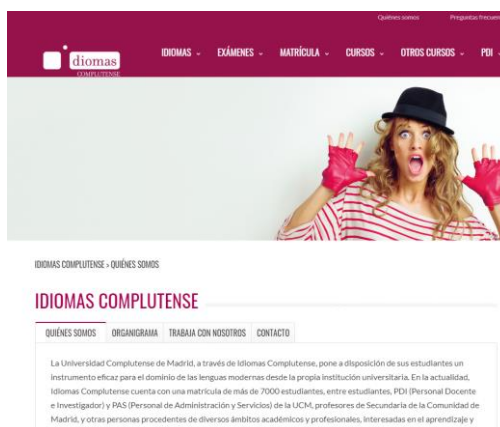 Quiénes somos Preguntas frecuen
idiomas
COMPLUTENSE
IDIOMAS EXÁMENES MATRÍCULA CURSOS OTROS CURSOS PDI
IDIOMAS COMPLUTENSE » QUIÉNES SOMOS
IDIOMAS COMPLUTENSE
QUIÉNES SOMOS ORGANIGRAMA TRABAJA CON NOSOTROS CONTACTO
La Universidad Complutense de Madrid, a través de Idiomas Complutense, pone a disposición de sus estudiantes un
instrumento eficaz para el dominio de las lenguas modernas desde la propia institución universitaria. En la actualidad,
Idiomas Complutense cuenta con una matrícula de más de 7000 estudiantes, entre estudiantes, PDI (Personal Docente
e Investigador) y PAS (Personal de Administración y Servicios) de la UCM, profesores de Secundaria de la Comunidad de
Madrid, y otras personas procedentes de diversos ámbitos académicos y profesionales, interesadas en el aprendizaje y